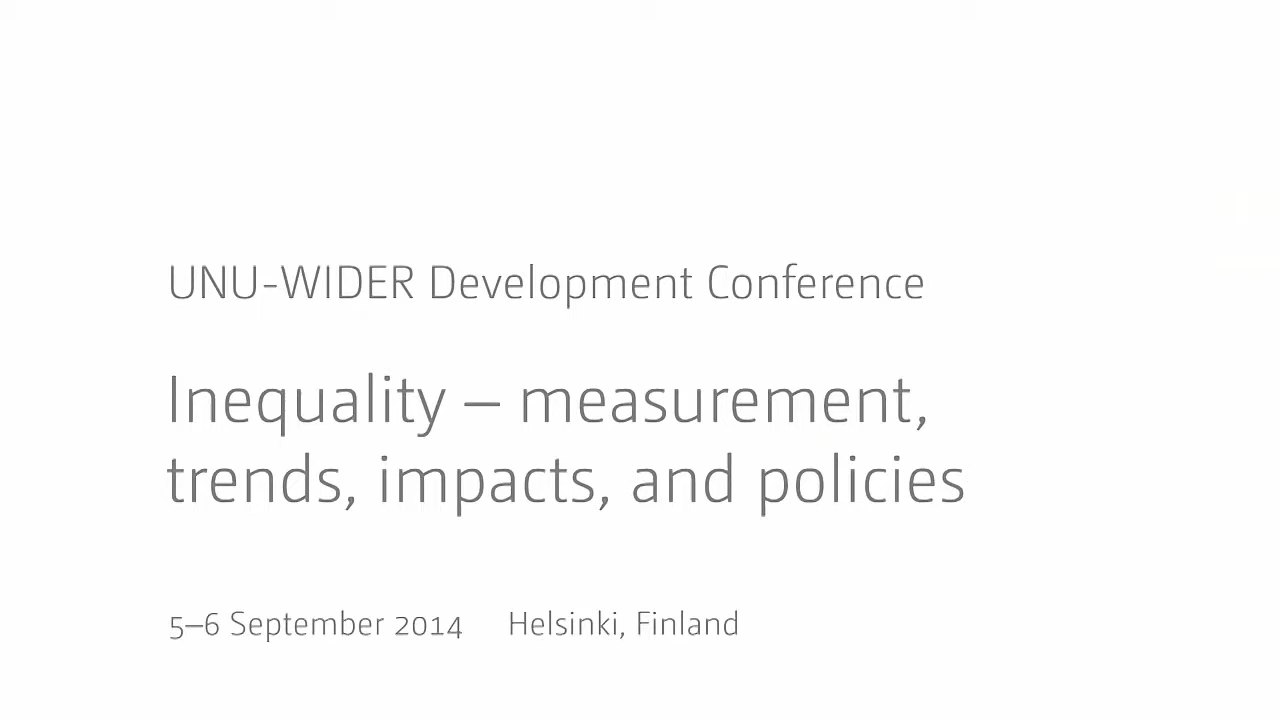 UNU-WIDER Development Conference
Inequality – measurement,
trends, impacts, and policies
5–6 September 2014 Helsinki, Finland